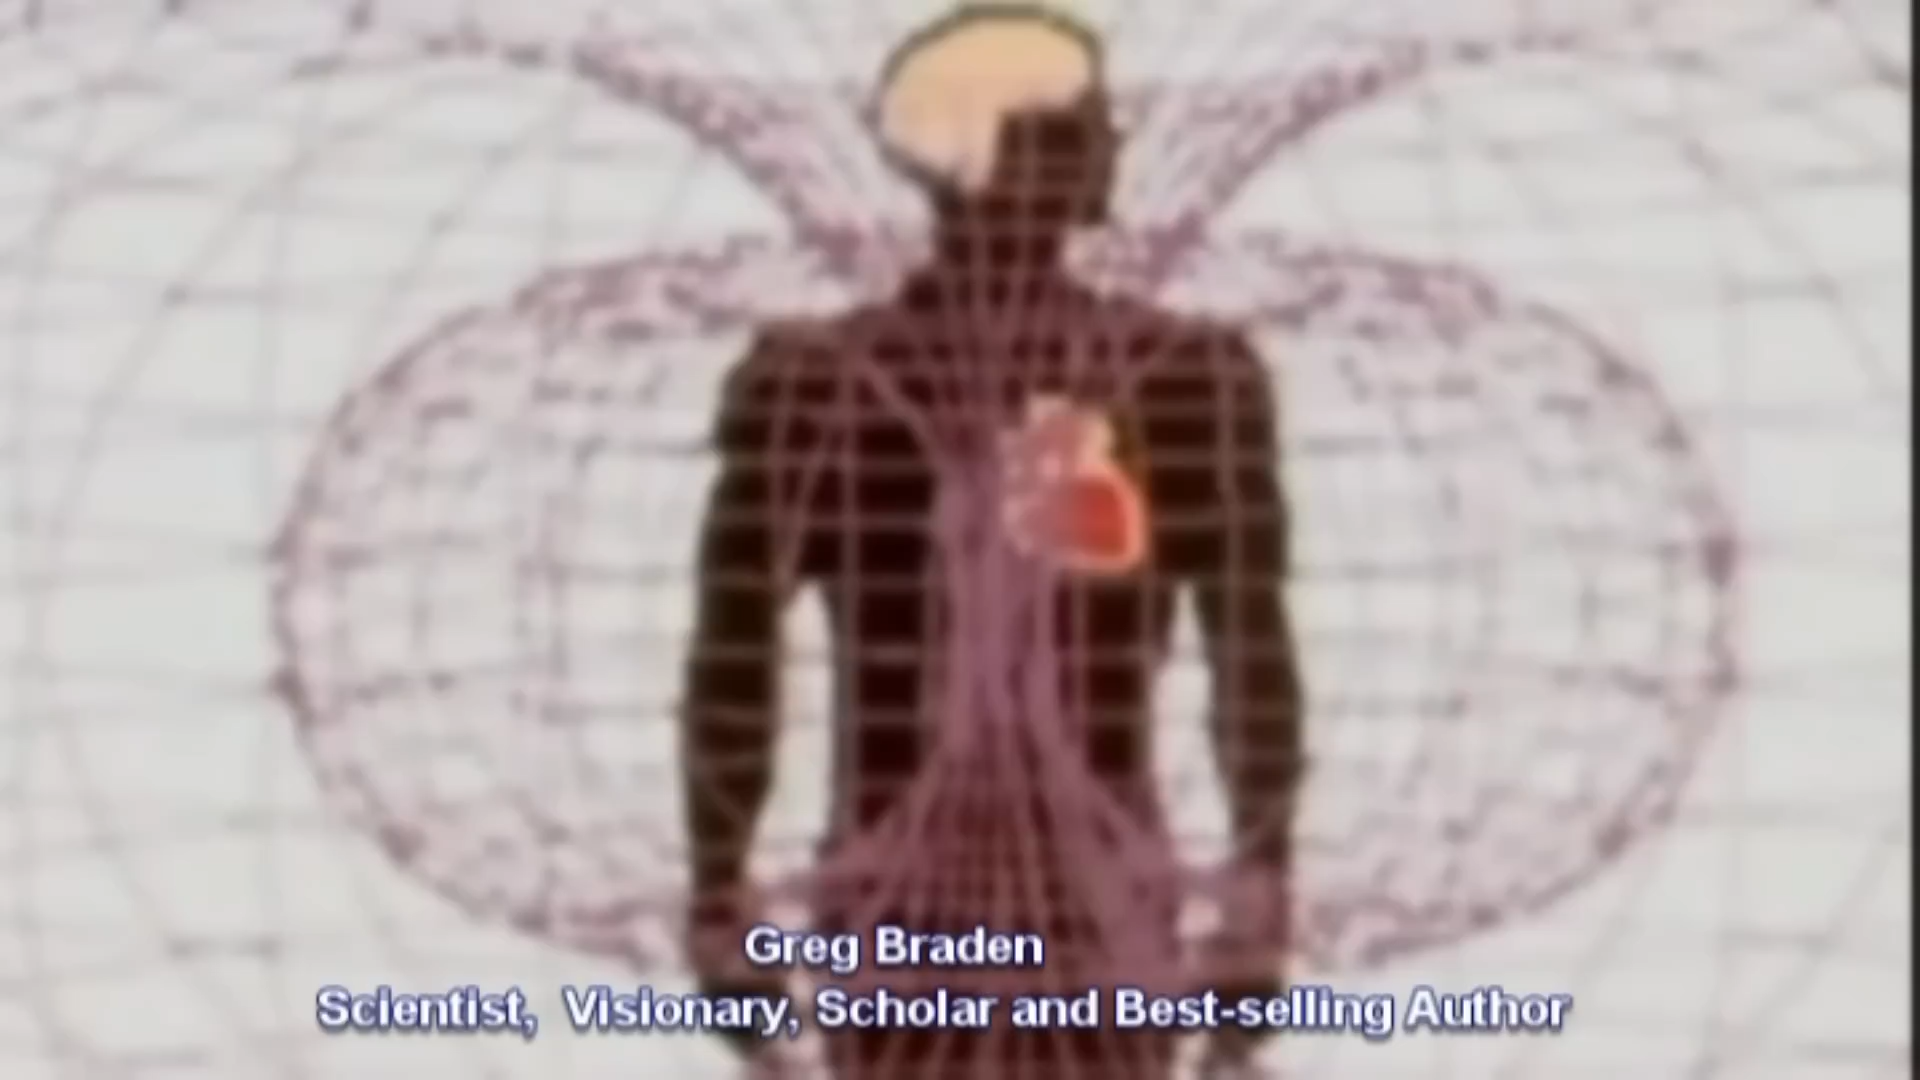 Greg Braden
Scientist, Visionary, Scholar and Best-selling Author